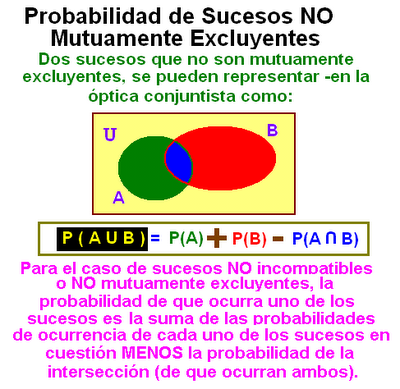 Probabilidad de Sucesos NO
Mutuamente Excluyentes
Dos sucesos que no son mutuamente
excluyentes, se pueden representar -en la
óptica conjuntista como:
U
B
A
P ( A U B ) = P(A) + P(B) - P(A ∩ B)
Para el caso de sucesos NO incompatibles
o NO mutuamente excluyentes, la
probabilidad de que ocurra uno de los
sucesos es la suma de las probabilidades
de ocurrencia de cada uno de los sucesos en
cuestión MENOS la probabilidad de la
intersección (de que ocurran ambos).